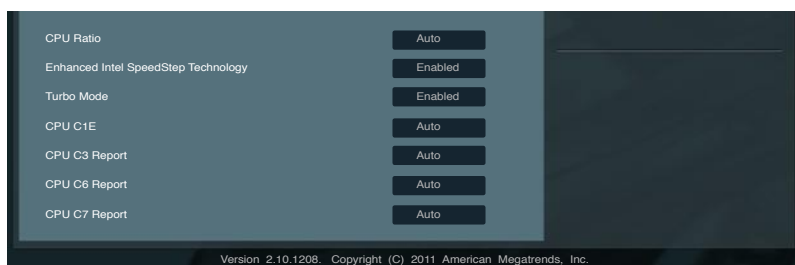 CPU Ratio Auto
Enhanced Intel SpeedStep Technology Enabled
Turbo Mode Enabled
CPU C1E Auto
CPU C3 Report Auto
CPU C6 Report Auto
CPU C7 Report Auto
Version 2.10.1208. Copyright (C) 2011 American Megatrends, Inc.